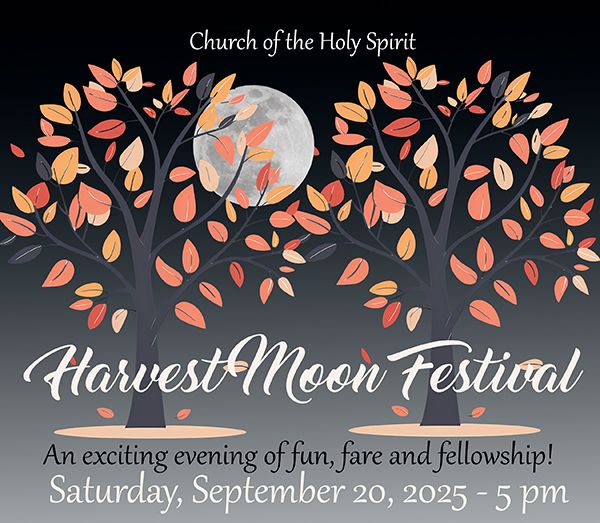 Church of the Holy Spirit
Harvest Moon Festival
An exciting evening of fun, fare and fellowship!
Saturday, September 20, 2025 - 5 pm